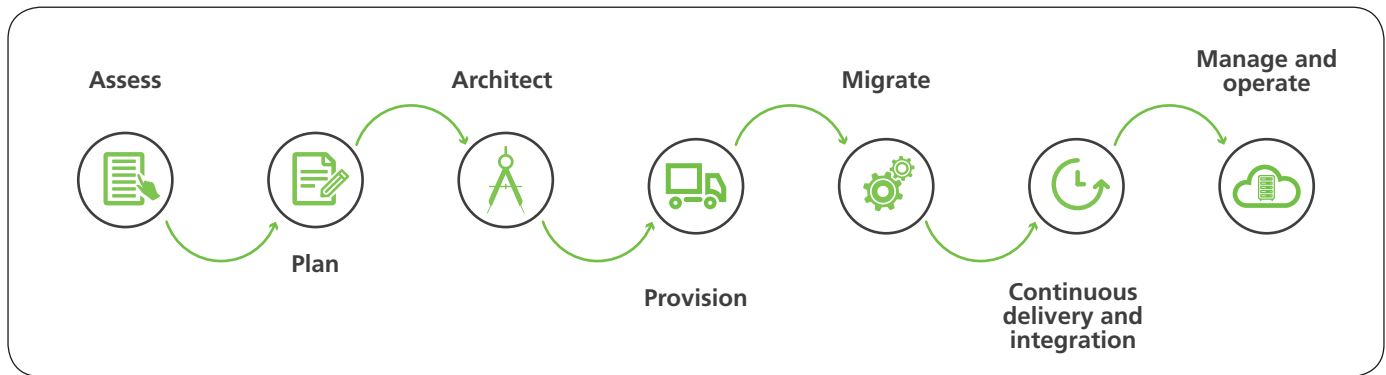 Assess
Plan
Architect
Provision
Migrate
Continuous
delivery and
integration
Manage and
operate